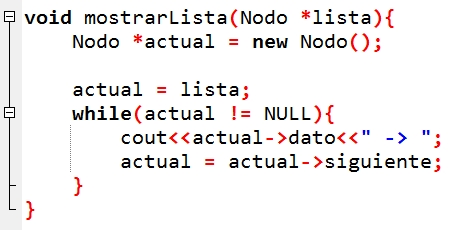 void mostrarLista(Nodo *lista){
    Nodo *actual = new Nodo();

    actual = lista;
    while(actual != NULL){
        cout<<actual->dato<<" -> ";
        actual = actual->siguiente;
    }
}